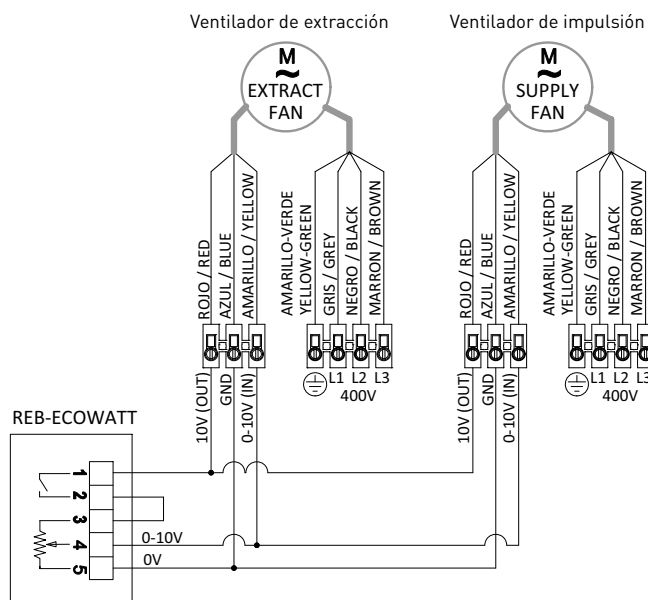 Ventilador de extracción
Ventilador de impulsión
M
~
EXTRACT
FAN
M
~
SUPPLY
FAN
ROJO / RED
AZUL / BLUE
AMARILLO / YELLOW
AMARILLO-VERDE
YELLOW-GREEN
GRIS / GREY
NEGRO / BLACK
MARRON / BROWN
ROJO / RED
AZUL / BLUE
AMARILLO / YELLOW
AMARILLO-VERDE
YELLOW-GREEN
GRIS / GREY
NEGRO / BLACK
MARRON / BROWN
10V (OUT)
GND
0-10V (IN)
L1 L2 L3
400V
10V (OUT)
GND
0-10V (IN)
L1 L2 L3
400V
REB-ECOWATT
1
2
3
4
5
0-10V
0V